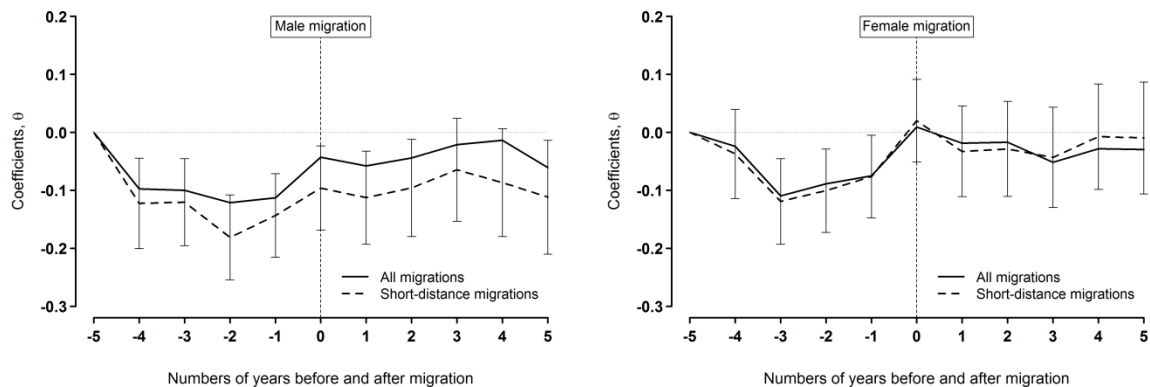 Male migration
Coefficients, θ
0.2
0.1
0.0
-0.1
-0.2
-0.3
All migrations
Short-distance migrations
-5 -4 -3 -2 -1 0 1 2 3 4 5
Numbers of years before and after migration
Female migration
Coefficients, θ
0.2
0.1
0.0
-0.1
-0.2
-0.3
All migrations
Short-distance migrations
-5 -4 -3 -2 -1 0 1 2 3 4 5
Numbers of years before and after migration